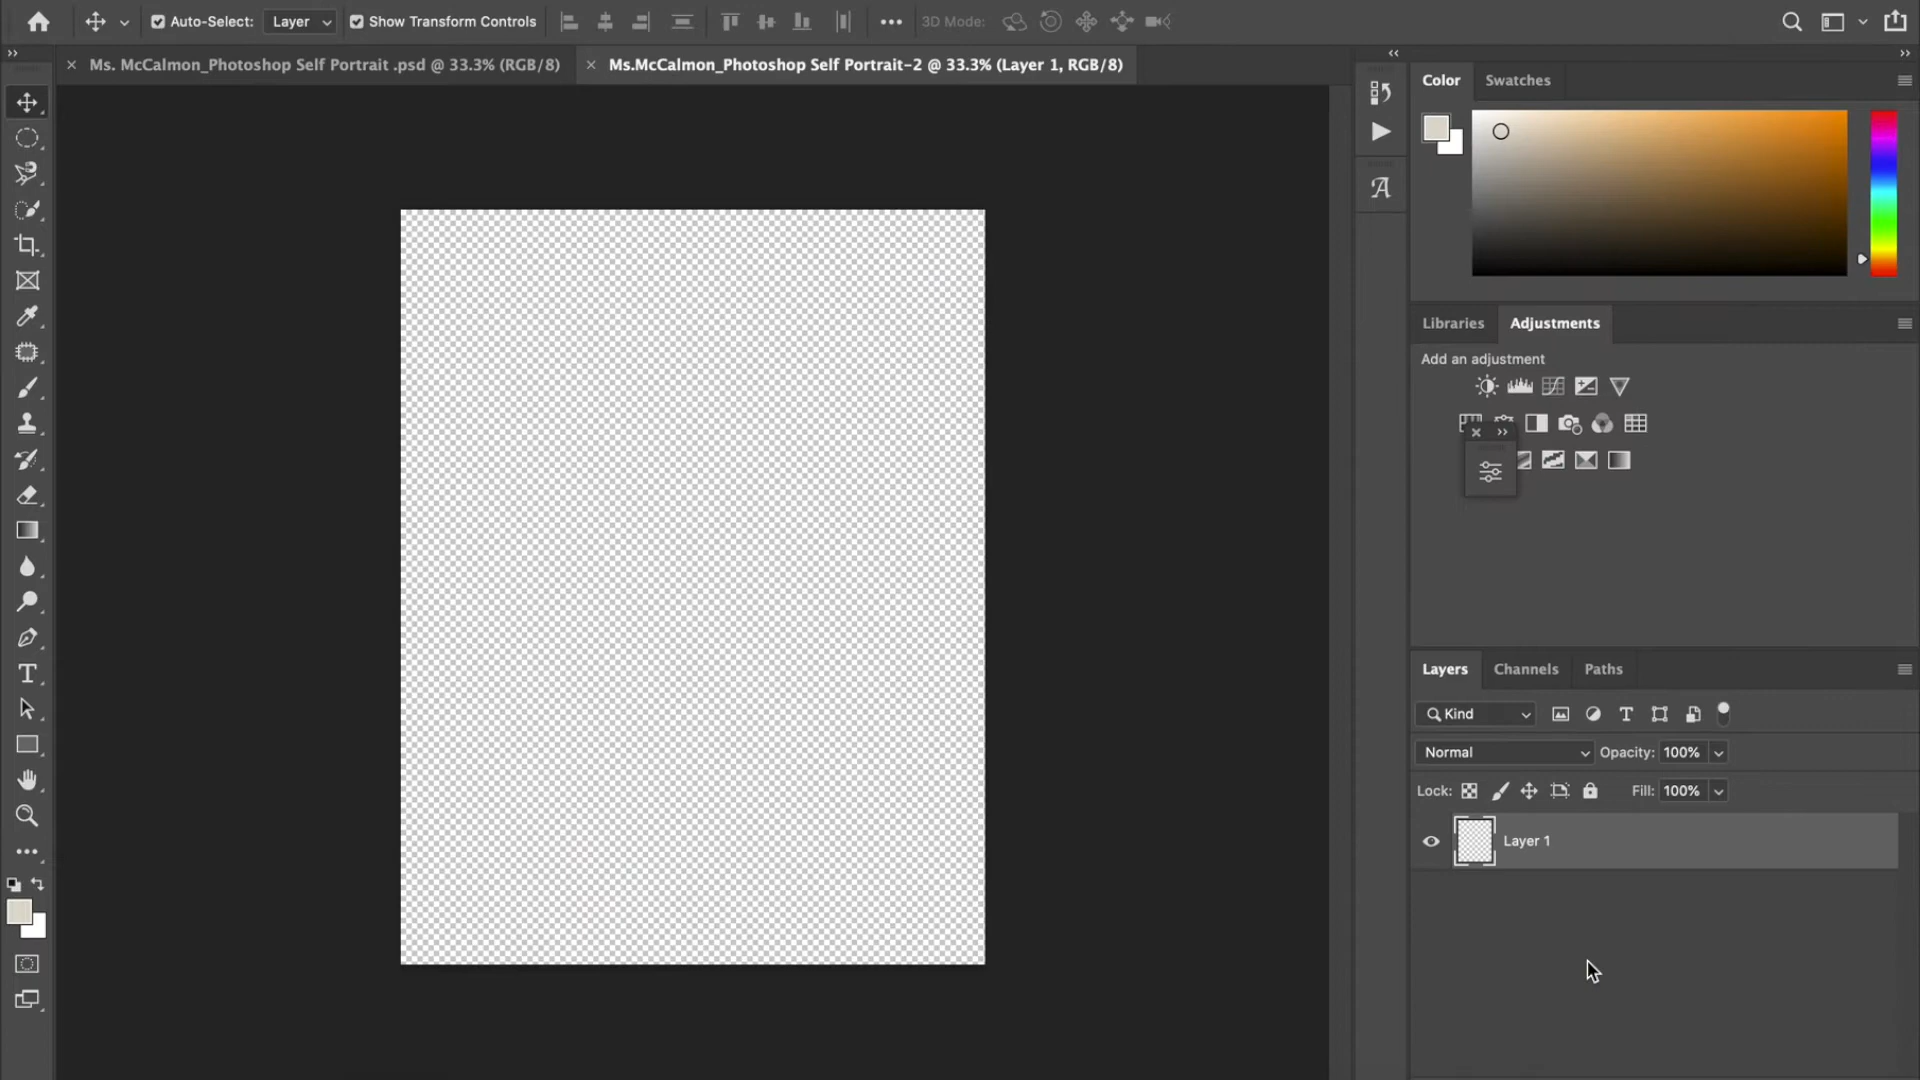 Auto-Select: Layer Show Transform Controls 3D Mode:
Ms. McCalmon_Photoshop Self Portrait .psd @ 33.3% (RGB/8)
Ms.McCalmon_Photoshop Self Portrait-2 @ 33.3% (Layer 1, RGB/8)
Color Swatches
Libraries Adjustments
Add an adjustment
Layers Channels Paths
Kind
Normal Opacity: 100%
Lock: Fill: 100%
Layer 1